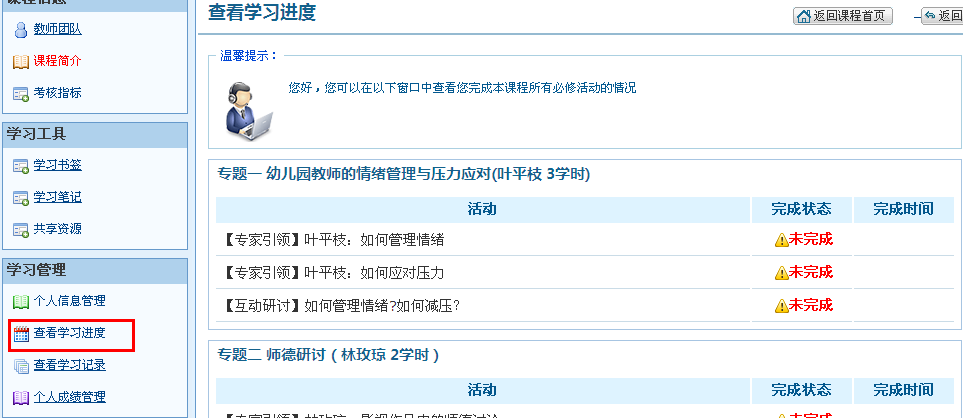 课程信息
教师团队
课程简介
考核指标
学习工具
学习书签
学习笔记
共享资源
学习管理
个人信息管理
查看学习进度
查看学习记录
个人成绩管理
查看学习进度
返回课程首页
返回
温馨提示：
您好，您可以在以下窗口中查看您完成本课程所有必修活动的情况
专题一 幼儿园教师的情绪管理与压力应对(叶平枝 3学时)
活动 完成状态 完成时间
【专家引领】叶平枝：如何管理情绪 未完成
【专家引领】叶平枝：如何应对压力 未完成
【互动研讨】如何管理情绪?如何减压? 未完成
专题二 师德研讨（林玫琼 2学时）
活动 完成状态 完成时间